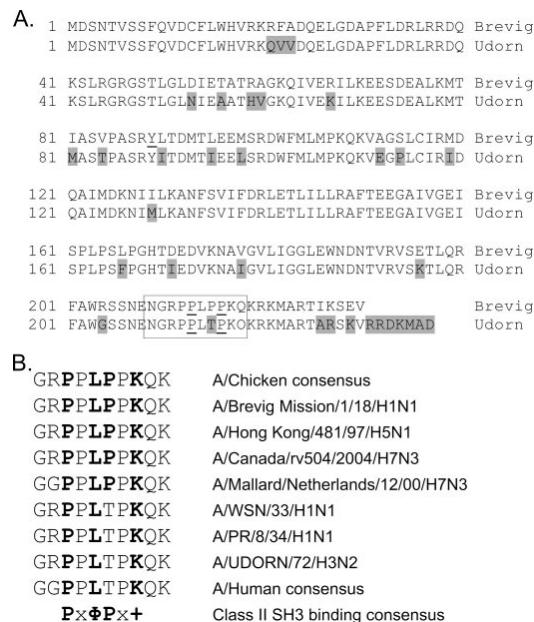 A.
1 MDSNTVSSFQVDCFLWHVRKRFADQELGDAPFLDRLRRDQ Brevig
1 MDSNTVSSFQVDCFLWHVRKQVVDQELGDAPFLDRLRRDQ Udorn
41 KSLRGRGSTLGLDIETATRAGKQIVERILKEESDEALKMT Brevig
41 KSLRGRGSTLGLNIEAATHVGKQIVERILKEESDEALKMT Udorn
81 IASVPASRYLTDMTLEEMSRDWFMLMPKQKVAGSLCIRMD Brevig
81 MASTPASRYITDMTIEELSRDWFMLMPKQKVEGPLCIRID Udorn
121 QAIMDKNIILKANFSVIFDRLETLILLRAFTEEGAIVGEI Brevig
121 QAIMDKNIMLKANFSVIFDRLETLILLRAFTEEGAIVGEI Udorn
161 SPLPSLPGHTDEDVKNAVGVLIGGLEWNDNTVRVSETLQR Brevig
161 SPLPSFPGHTIEDVKNAIGVLIGGLEWNDNTVRVSKTLQR Udorn
201 FAWRSSNENGRPPLPPKQKRKMARTIKSEV Brevig
201 FAWGSSNENGRPPLTPKQKRKMARTARSKVRRDKMAD Udorn
B.
GRPPLPPKQK A/Chicken consensus
GRPPLPPKQK A/Brevig Mission/1/18/H1N1
GRPPLPPKQK A/Hong Kong/481/97/H5N1
GRPPLPPKQK A/Canada/rv504/2004/H7N3
GGPPLPPKQK A/Mallard/Netherlands/12/00/H7N3
GRPPLTPKQK A/WSN/33/H1N1
GRPPLTPKQK A/PR/8/34/H1N1
GRPPLTPKQK A/UDORN/72/H3N2
GGPPLTPKQK A/Human consensus
PxΦPx+ Class II SH3 binding consensus